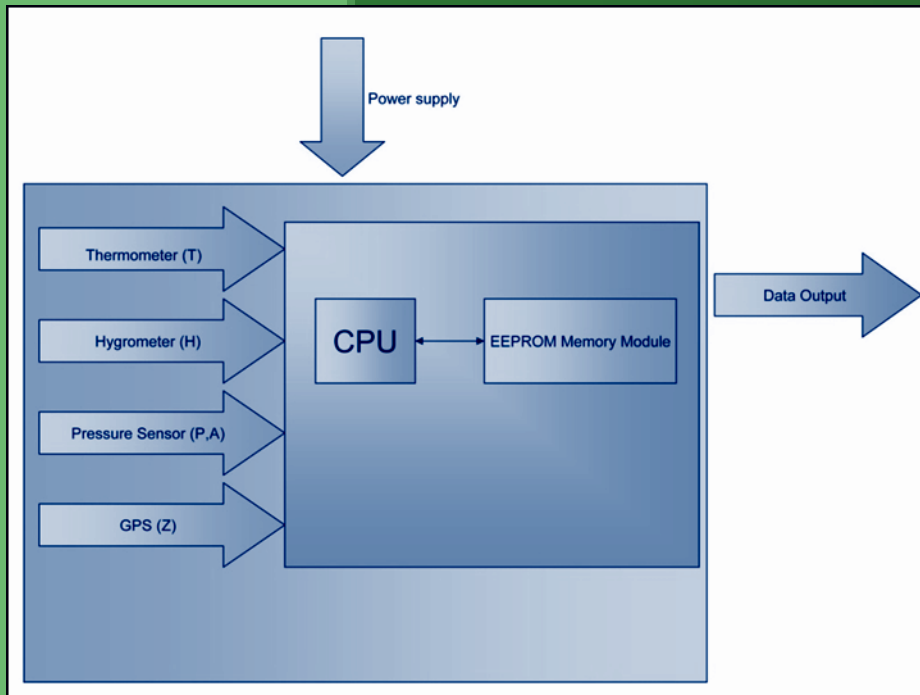 Power supply
Thermometer (T)
Hygrometer (H)
Pressure Sensor (P,A)
GPS (Z)
CPU
EEPROM Memory Module
Data Output